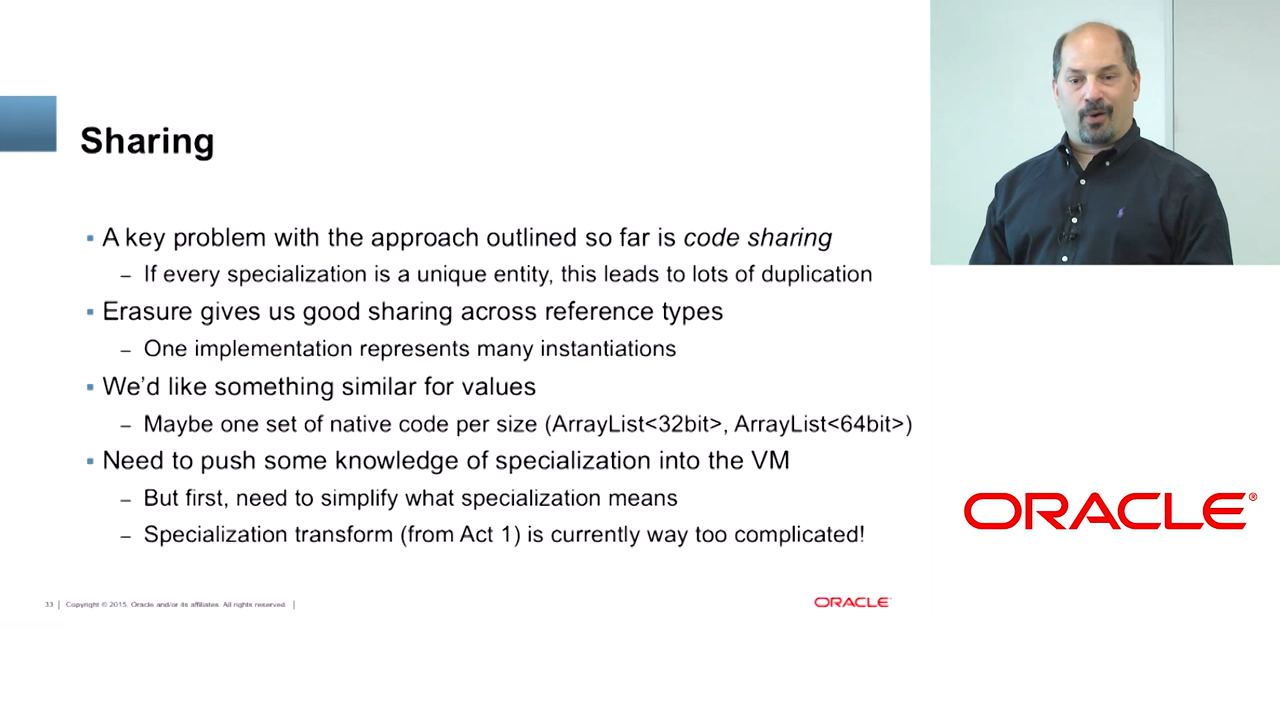 Sharing
▪ A key problem with the approach outlined so far is code sharing
– If every specialization is a unique entity, this leads to lots of duplication
▪ Erasure gives us good sharing across reference types
– One implementation represents many instantiations
▪ We'd like something similar for values
– Maybe one set of native code per size (ArrayList<32bit>, ArrayList<64bit>)
▪ Need to push some knowledge of specialization into the VM
– But first, need to simplify what specialization means
– Specialization transform (from Act 1) is currently way too complicated!
33 | Copyright © 2015, Oracle and/or its affiliates. All rights reserved. |
ORACLE
ORACLE®